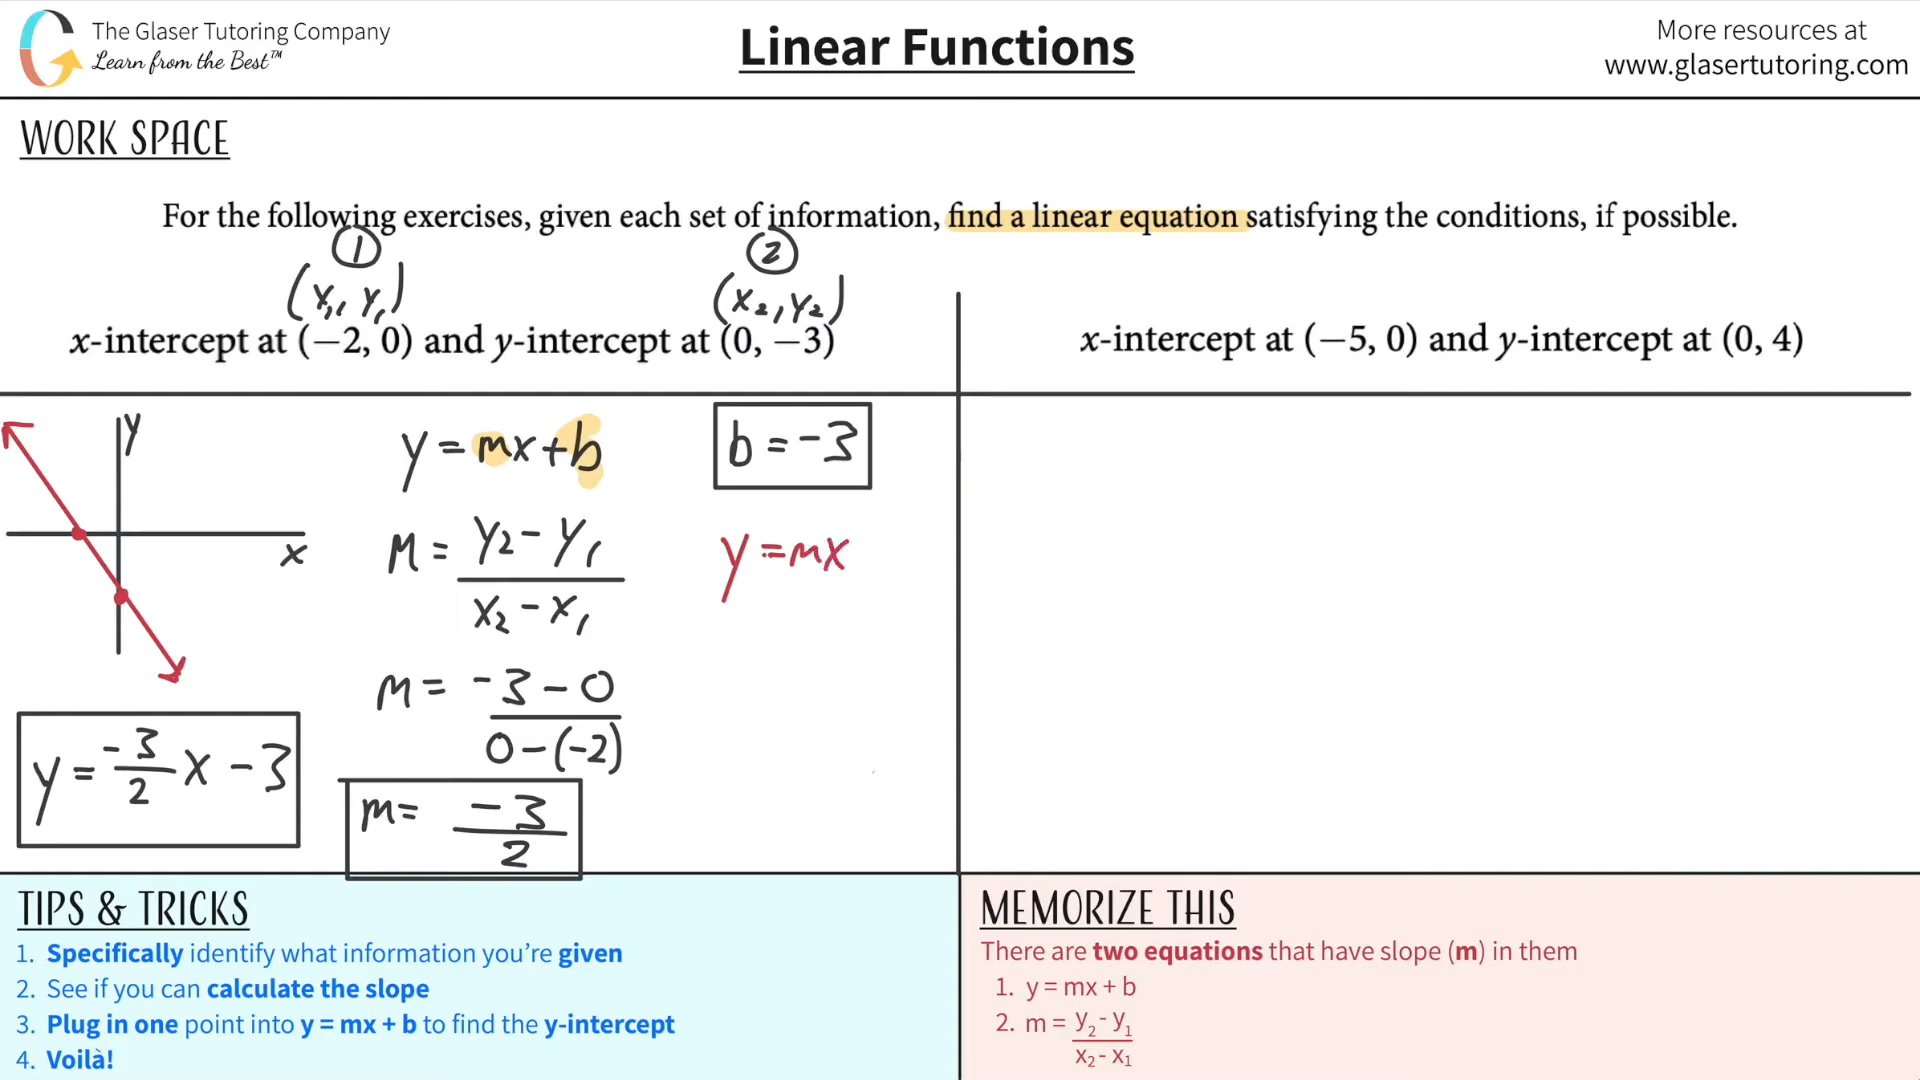 The Glaser Tutoring Company
Learn from the Best™
Linear Functions
More resources at
www.glasertutoring.com
WORK SPACE
For the following exercises, given each set of information, find a linear equation satisfying the conditions, if possible.
1
(x₁, y₁)
2
(x₂, y₂)
x-intercept at (−2, 0) and y-intercept at (0, −3)
x-intercept at (−5, 0) and y-intercept at (0, 4)
y
x
y = mx+b
m = y₂ - y₁
x₂ - x₁
m = -3 - 0
0 - (-2)
m = -3
2
b = -3
y = mx
y = -3/2 x - 3
TIPS & TRICKS
1. Specifically identify what information you’re given
2. See if you can calculate the slope
3. Plug in one point into y = mx + b to find the y-intercept
4. Voilà!
MEMORIZE THIS
There are two equations that have slope (m) in them
1. y = mx + b
2. m = y₂ - y₁
x₂ - x₁